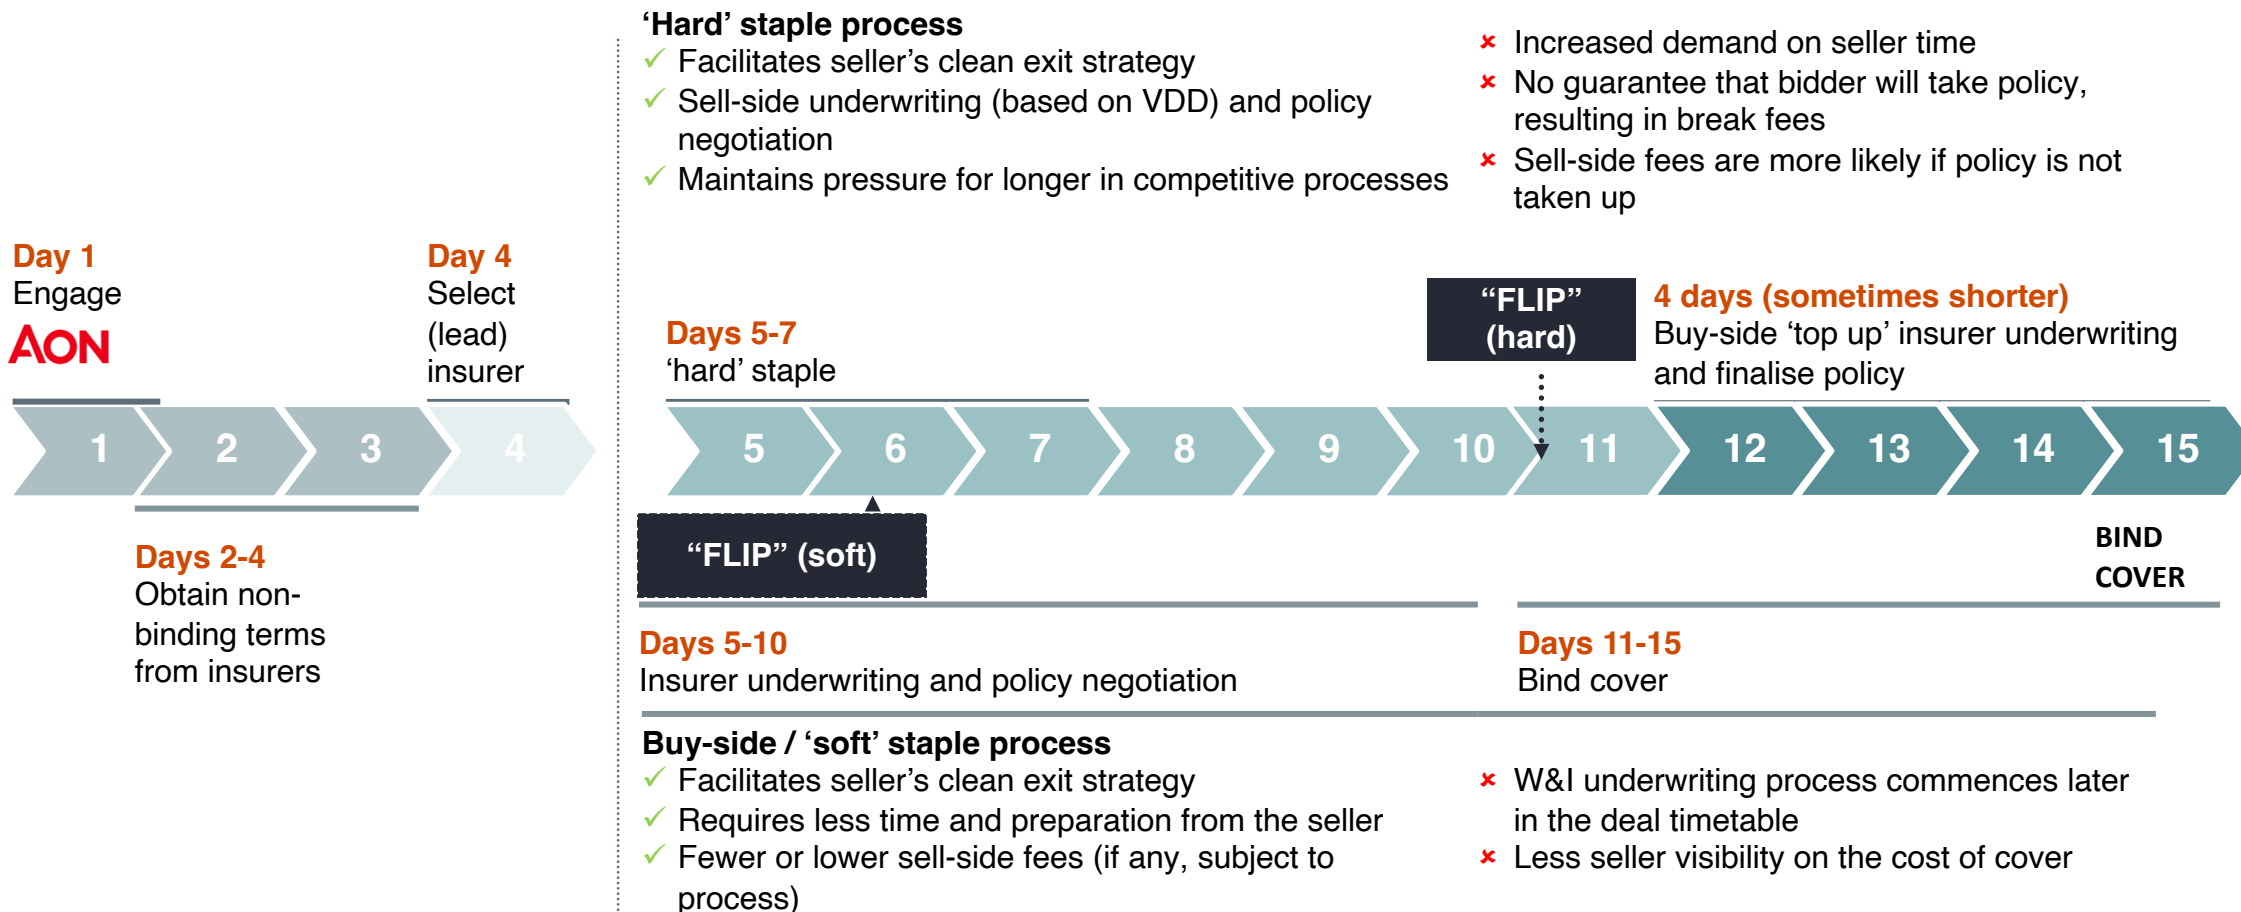 ‘Hard’ staple process
Facilitates seller’s clean exit strategy
Sell-side underwriting (based on VDD) and policy
negotiation
Maintains pressure for longer in competitive processes
Increased demand on seller time
No guarantee that bidder will take policy,
resulting in break fees
Sell-side fees are more likely if policy is not
taken up
Day 1
Engage
AON
Day 4
Select
(lead)
insurer
Days 5-7
‘hard’ staple
“FLIP”
(hard)
4 days (sometimes shorter)
Buy-side ‘top up’ insurer underwriting
and finalise policy
1 2 3 4 5 6 7 8 9 10 11 12 13 14 15
“FLIP” (soft)
BIND
COVER
Days 2-4
Obtain non-
binding terms
from insurers
Days 5-10
Insurer underwriting and policy negotiation
Days 11-15
Bind cover
Buy-side / ‘soft’ staple process
Facilitates seller’s clean exit strategy
Requires less time and preparation from the seller
Fewer or lower sell-side fees (if any, subject to
process)
W&I underwriting process commences later
in the deal timetable
Less seller visibility on the cost of cover